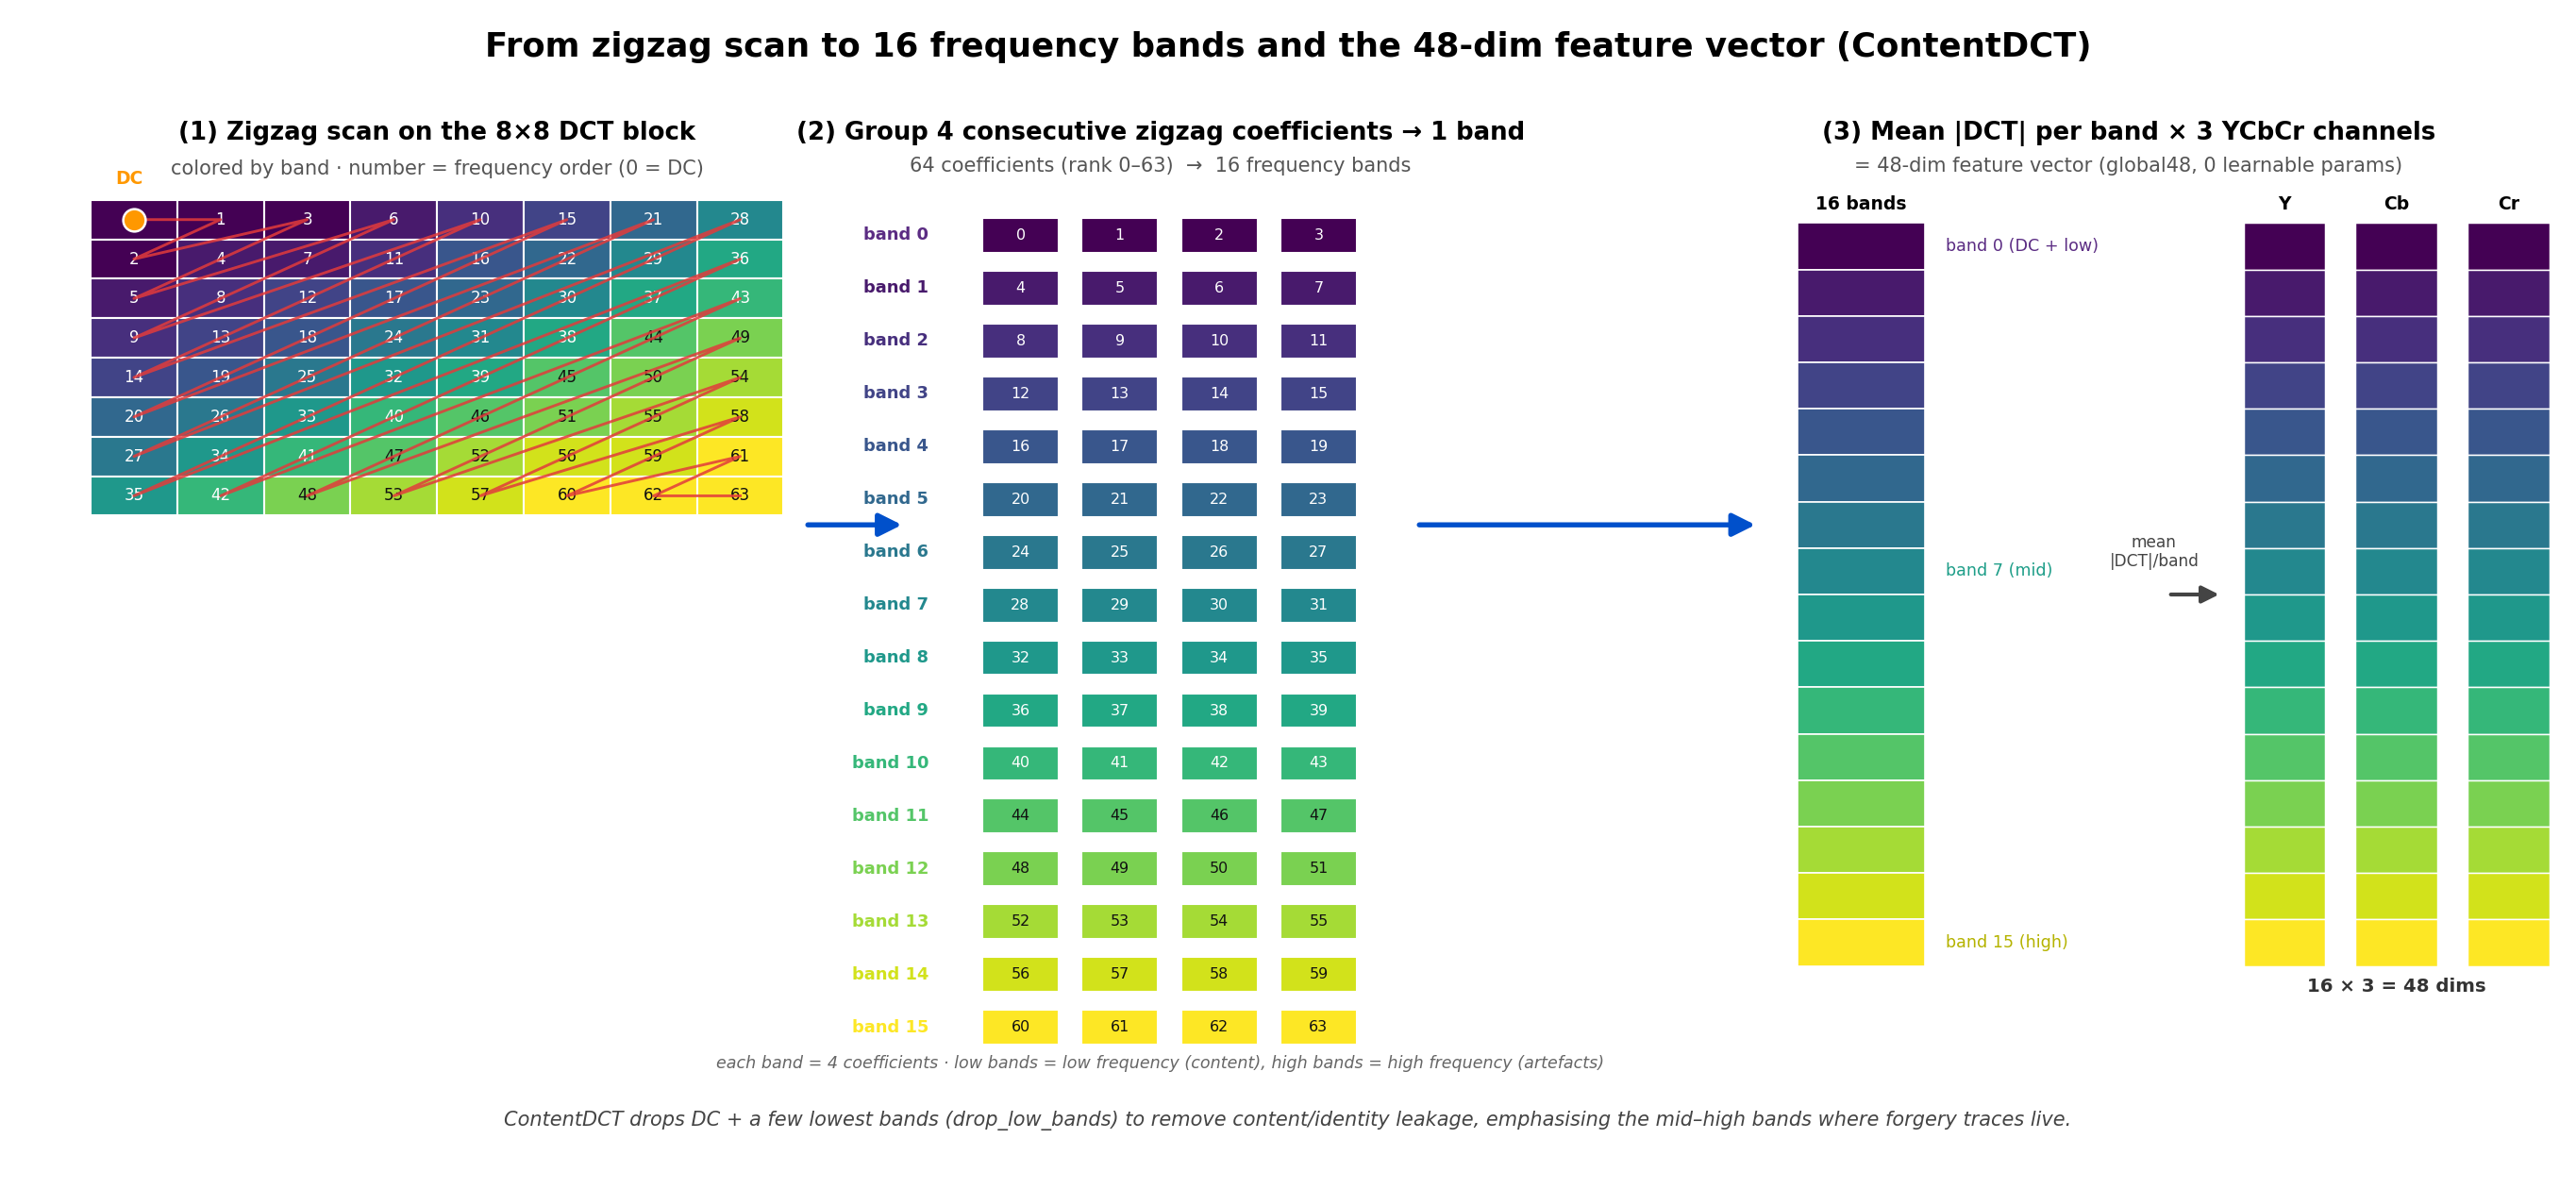 From zigzag scan to 16 frequency bands and the 48-dim feature vector (ContentDCT)
(1) Zigzag scan on the 8×8 DCT block
colored by band · number = frequency order (0 = DC)
DC
1 3 6 10 15 21 28
2 4 7 11 16 22 29 36
5 8 12 17 23 30 37 43
9 13 18 24 31 38 44 49
14 19 25 32 39 45 50 54
20 26 33 40 46 51 55 58
27 34 41 47 52 56 59 61
35 42 48 53 57 60 62 63
(2) Group 4 consecutive zigzag coefficients → 1 band
64 coefficients (rank 0–63) → 16 frequency bands
band 0 0 1 2 3
band 1 4 5 6 7
band 2 8 9 10 11
band 3 12 13 14 15
band 4 16 17 18 19
band 5 20 21 22 23
band 6 24 25 26 27
band 7 28 29 30 31
band 8 32 33 34 35
band 9 36 37 38 39
band 10 40 41 42 43
band 11 44 45 46 47
band 12 48 49 50 51
band 13 52 53 54 55
band 14 56 57 58 59
band 15 60 61 62 63
each band = 4 coefficients · low bands = low frequency (content), high bands = high frequency (artefacts)
(3) Mean |DCT| per band × 3 YCbCr channels
= 48-dim feature vector (global48, 0 learnable params)
16 bands
band 0 (DC + low)
band 7 (mid)
band 15 (high)
mean
|DCT|/band
Y Cb Cr
16 × 3 = 48 dims
ContentDCT drops DC + a few lowest bands (drop_low_bands) to remove content/identity leakage, emphasising the mid–high bands where forgery traces live.